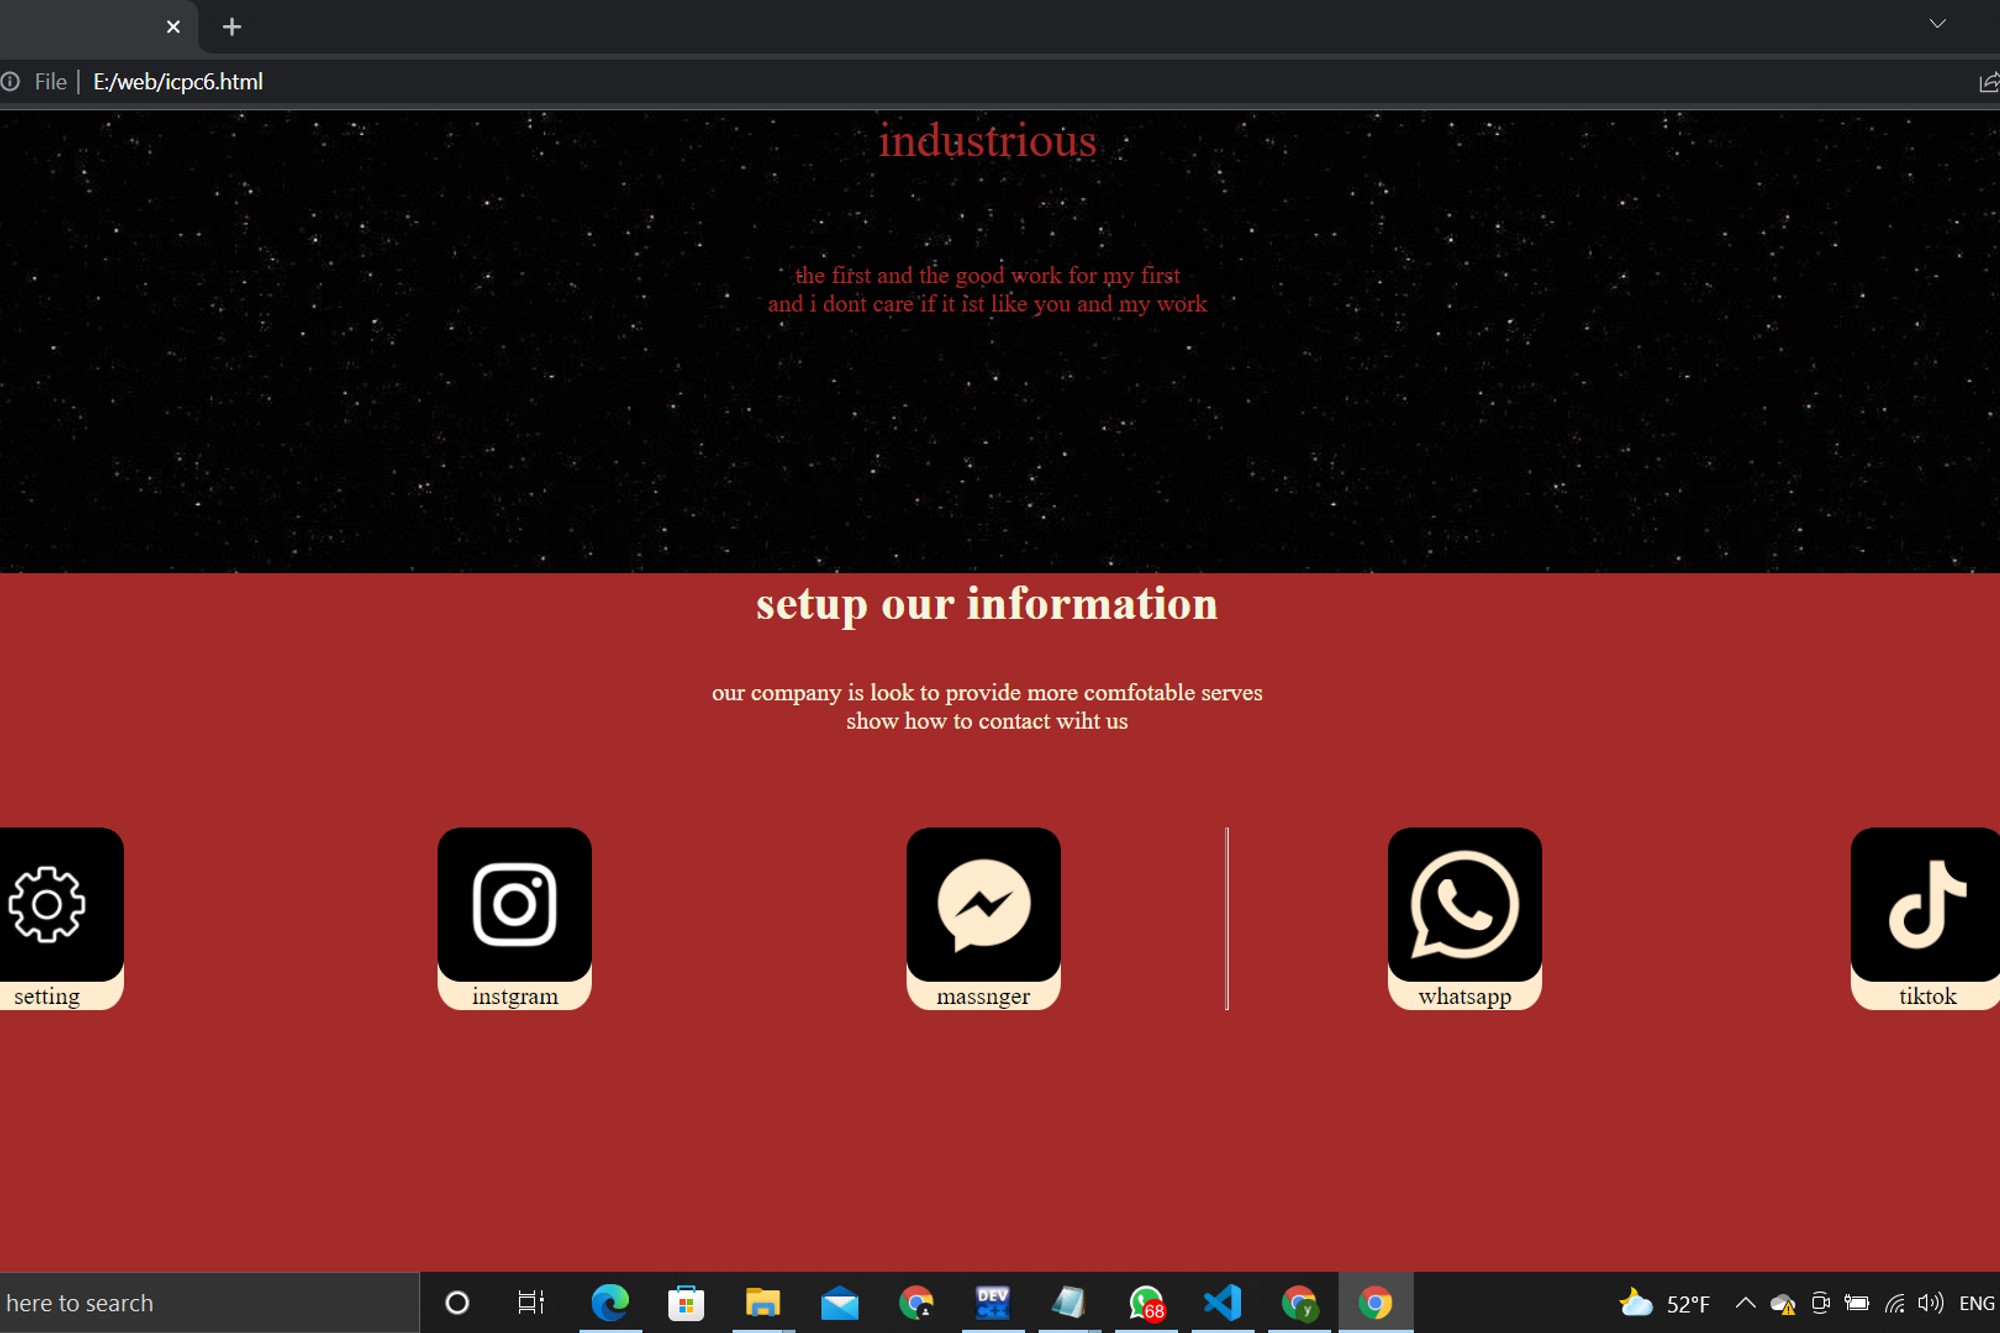 File | E:/web/icpc6.html
industrious
the first and the good work for my first
and i dont care if it ist like you and my work
setup our information
our company is look to provide more comfotable serves
show how to contact wiht us
setting
instgram
massnger
whatsapp
tiktok
here to search
DEV
C++
68
y
52°F
ENG